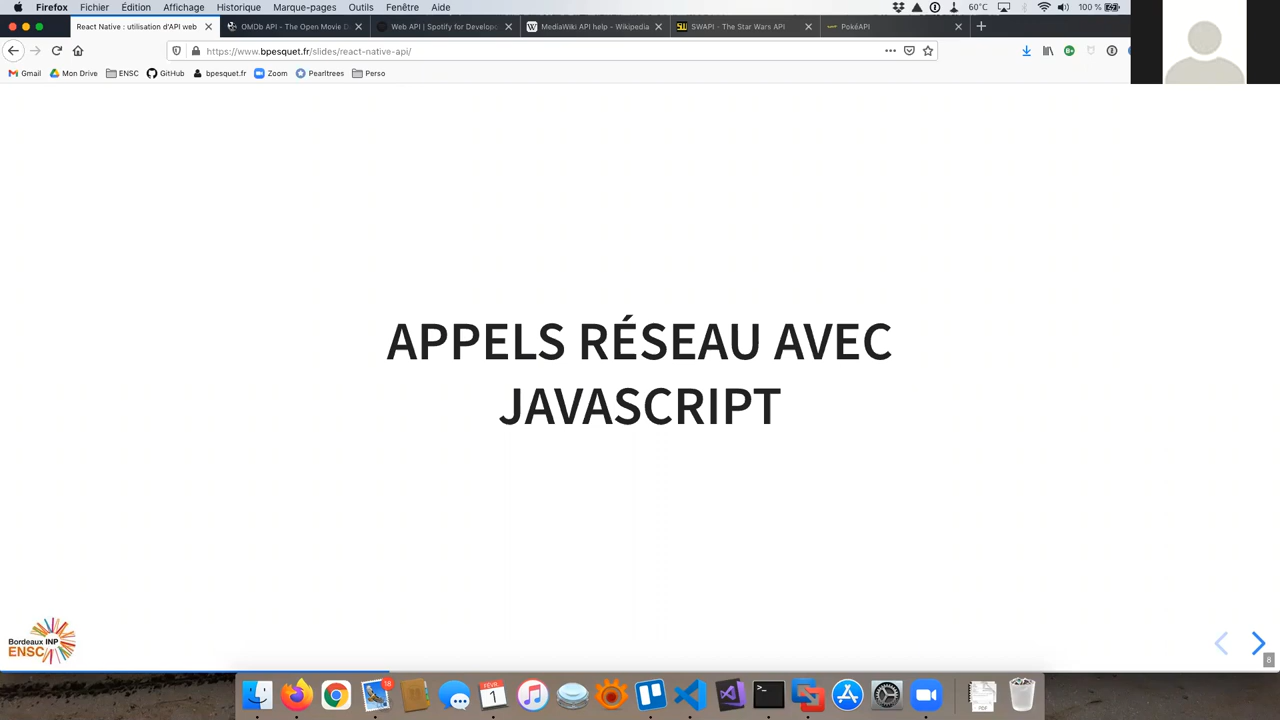 Firefox Fichier Édition Affichage Historique Marque-pages Outils Fenêtre Aide 60°C 100 %
React Native : utilisation d'API web OMDb API - The Open Movie D Web API | Spotify for Develope MediaWiki API help - Wikipedia SWAPI - The Star Wars API PokéAPI
https://www.bpesquet.fr/slides/react-native-api/
Gmail Mon Drive ENSC GitHub bpesquet.fr Zoom Pearltrees Perso
APPELS RÉSEAU AVEC
JAVASCRIPT
Bordeaux INP
ENSC
8
18
FÉVR.
1